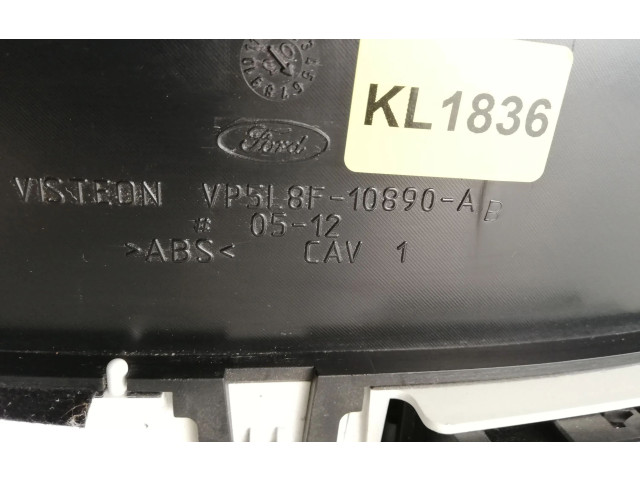 KL1836
Ford
VISTEON VP5L8F-10890-AB
# 05-12
>ABS< CAV 1